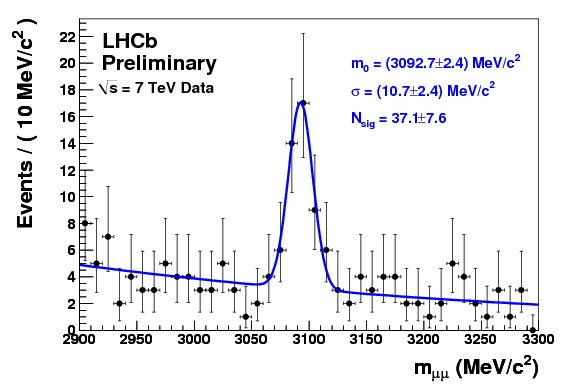 LHCb
Preliminary
√s = 7 TeV Data
m₀ = (3092.7±2.4) MeV/c²
σ = (10.7±2.4) MeV/c²
Nsig = 37.1±7.6
Events / ( 10 MeV/c² )
22
20
18
16
14
12
10
8
6
4
2
0
2900 2950 3000 3050 3100 3150 3200 3250 3300
mμμ (MeV/c²)